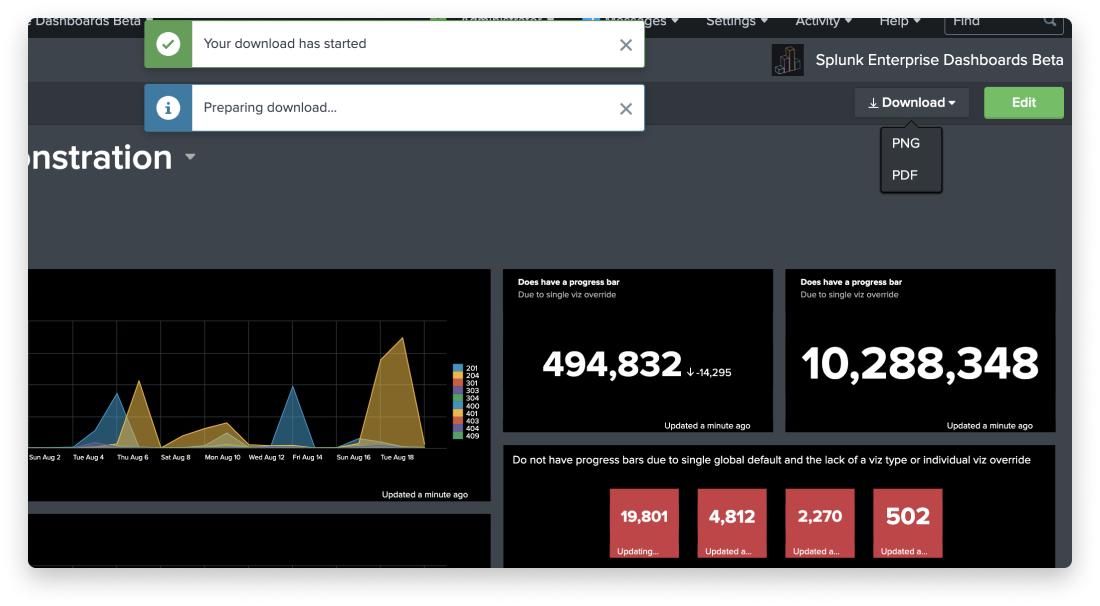 Dashboards Beta
Administrator
Messages
Settings
Activity
Help
Find
Your download has started
Splunk Enterprise Dashboards Beta
Preparing download...
Download
Edit
PNG
PDF
onstration
Does have a progress bar
Due to single viz override
494,832
-14,295
Updated a minute ago
Does have a progress bar
Due to single viz override
10,288,348
Updated a minute ago
201
204
301
303
304
400
401
403
404
409
Sun Aug 2
Tue Aug 4
Thu Aug 6
Sat Aug 8
Mon Aug 10
Wed Aug 12
Fri Aug 14
Sun Aug 16
Tue Aug 18
Updated a minute ago
Do not have progress bars due to single global default and the lack of a viz type or individual viz override
19,801
Updating...
4,812
Updated a...
2,270
Updated a...
502
Updated a...